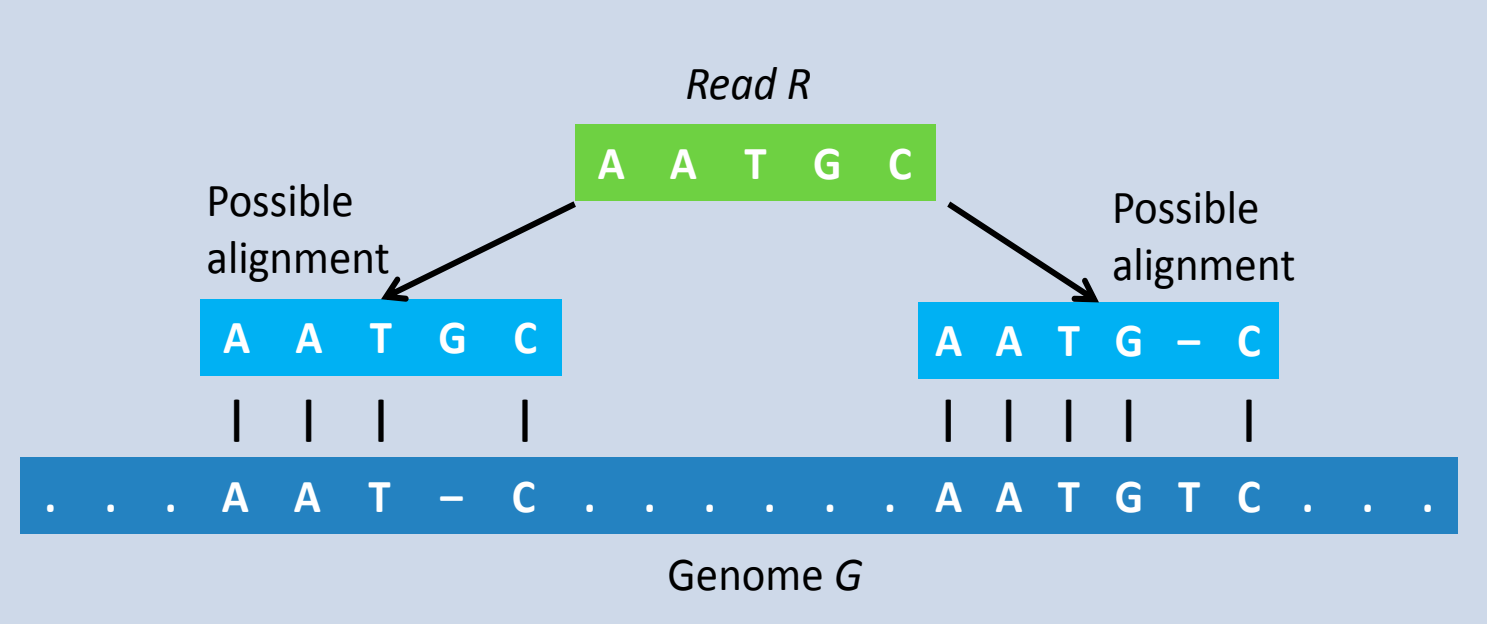 Read R
A A T G C
Possible
alignment
Possible
alignment
A A T G C
A A T G – C
| | | |
| | | | |
. . . A A T – C . . . . . . A A T G T C . . .
Genome G